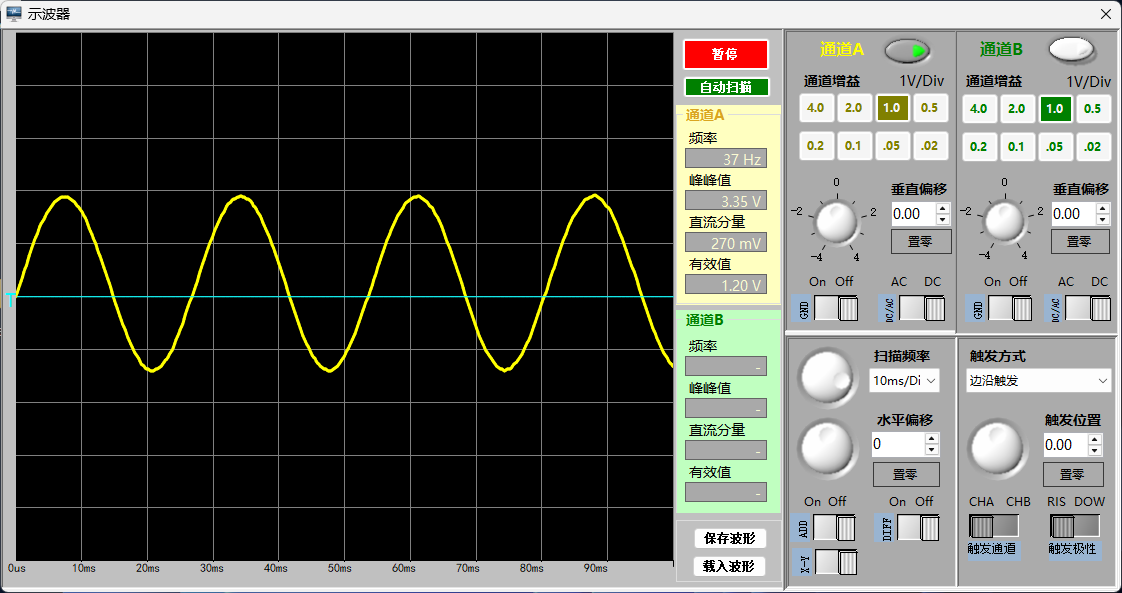 示波器
T
0us 10ms 20ms 30ms 40ms 50ms 60ms 70ms 80ms 90ms
暂停
自动扫描
通道A
频率
37 Hz
峰峰值
3.35 V
直流分量
270 mV
有效值
1.20 V
通道B
频率
-
峰峰值
-
直流分量
-
有效值
-
保存波形
载入波形
通道A
通道增益 1V/Div
4.0 2.0 1.0 0.5
0.2 0.1 .05 .02
0
-2 2
-4 4
垂直偏移
0.00
置零
On Off AC DC
GND DC/AC
通道B
通道增益 1V/Div
4.0 2.0 1.0 0.5
0.2 0.1 .05 .02
0
-2 2
-4 4
垂直偏移
0.00
置零
On Off AC DC
GND DC/AC
扫描频率
10ms/Di
水平偏移
0
置零
On Off On Off
ADD DIFF
X-Y
触发方式
边沿触发
触发位置
0.00
置零
CHA CHB RIS DOW
触发通道 触发极性